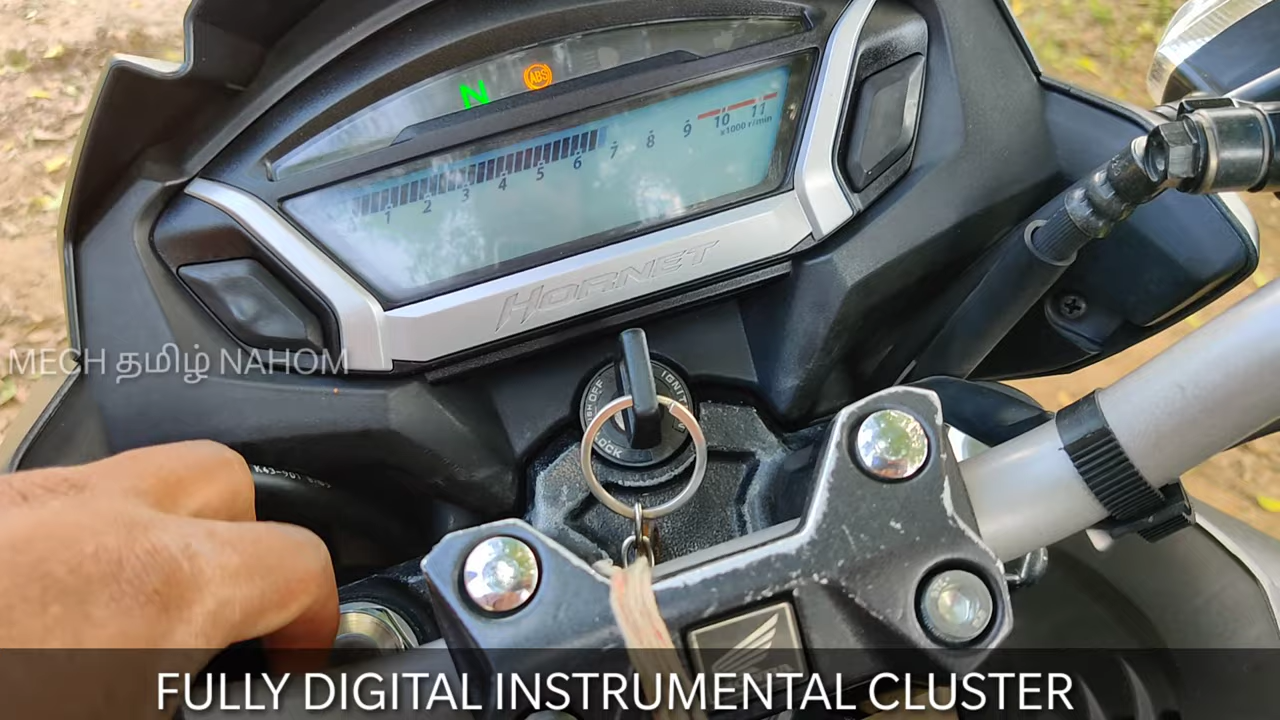 N
ABS
1 2 3 4 5 6 7 8 9 10 11
x1000 r/min
HORNET
OFF
LOCK
MECH தமிழ் NAHOM
FULLY DIGITAL INSTRUMENTAL CLUSTER